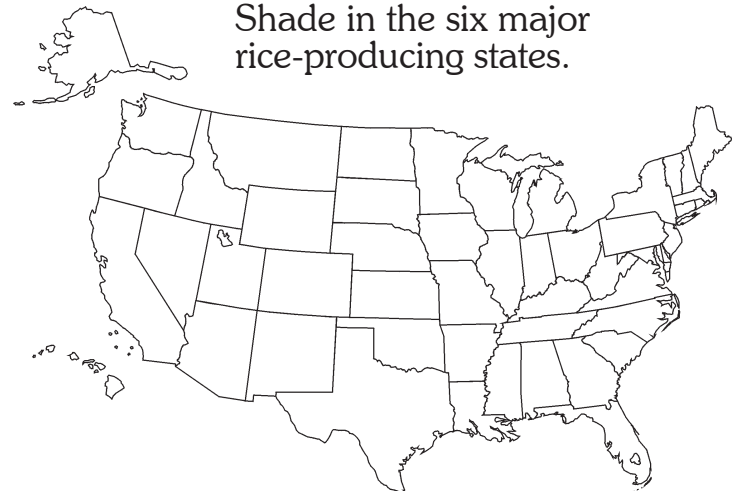 Shade in the six major
rice-producing states.